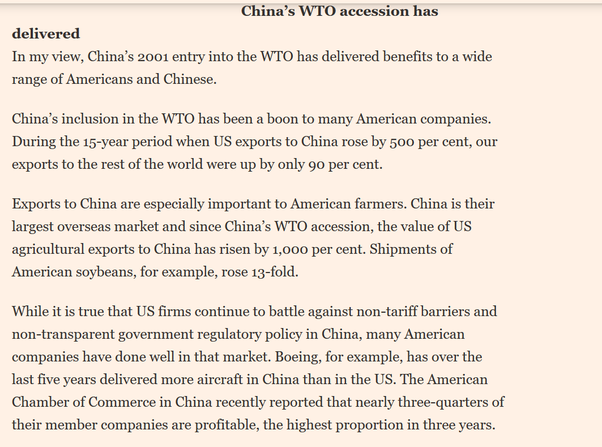 China’s WTO accession has
delivered
In my view, China’s 2001 entry into the WTO has delivered benefits to a wide
range of Americans and Chinese.
China’s inclusion in the WTO has been a boon to many American companies.
During the 15-year period when US exports to China rose by 500 per cent, our
exports to the rest of the world were up by only 90 per cent.
Exports to China are especially important to American farmers. China is their
largest overseas market and since China’s WTO accession, the value of US
agricultural exports to China has risen by 1,000 per cent. Shipments of
American soybeans, for example, rose 13-fold.
While it is true that US firms continue to battle against non-tariff barriers and
non-transparent government regulatory policy in China, many American
companies have done well in that market. Boeing, for example, has over the
last five years delivered more aircraft in China than in the US. The American
Chamber of Commerce in China recently reported that nearly three-quarters of
their member companies are profitable, the highest proportion in three years.